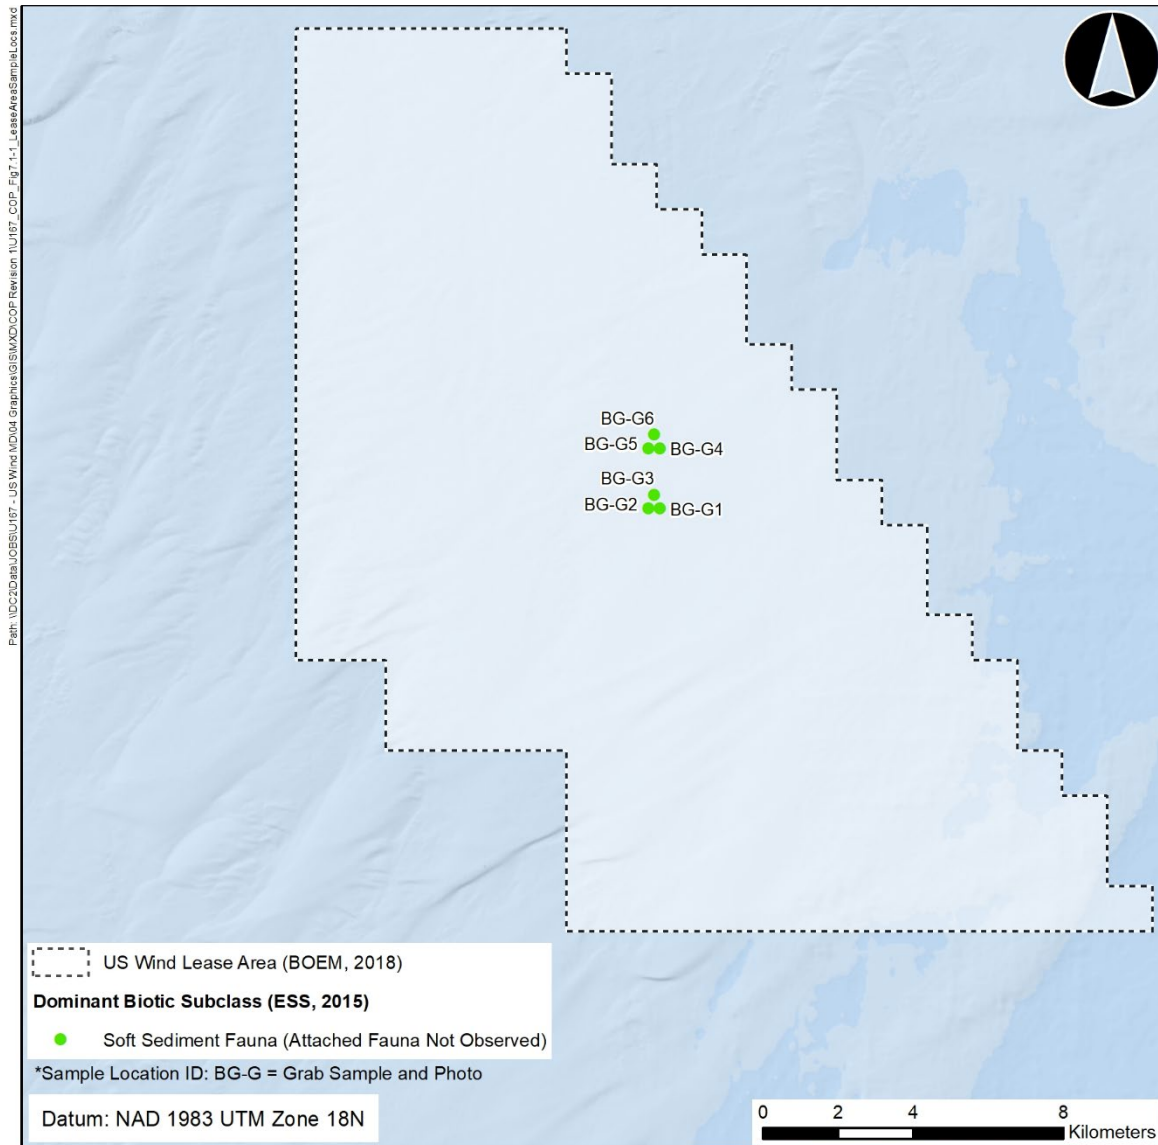 Path: \\DC2\Data\JOBS\U167 - US Wind MD\04 Graphics\GIS\MXD\COP Revision 1\U167_COP_Fig7.1-1_LeaseAreaSampleLocs.mxd
BG-G6
BG-G5
BG-G4
BG-G3
BG-G2
BG-G1
US Wind Lease Area (BOEM, 2018)
Dominant Biotic Subclass (ESS, 2015)
Soft Sediment Fauna (Attached Fauna Not Observed)
*Sample Location ID: BG-G = Grab Sample and Photo
Datum: NAD 1983 UTM Zone 18N
0 2 4 8
Kilometers